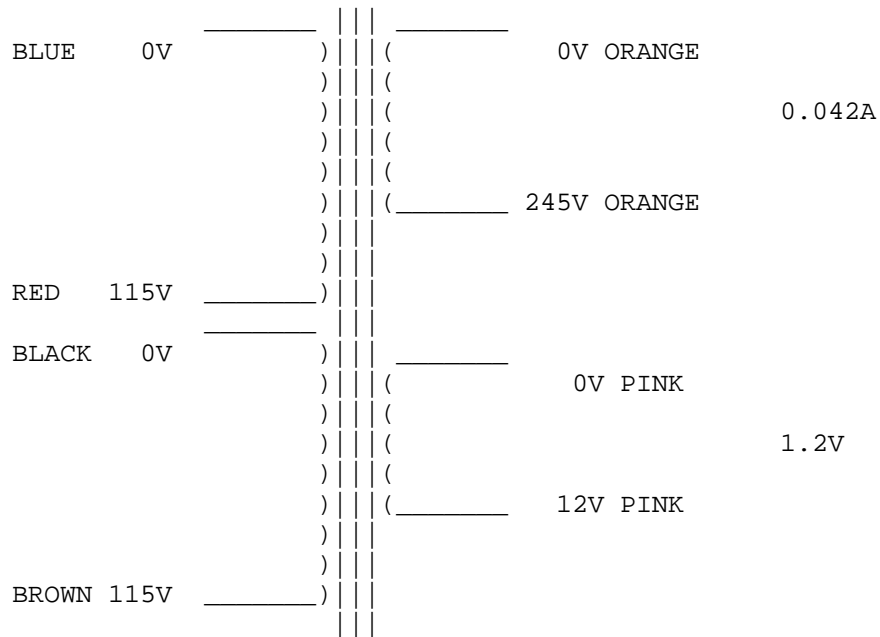 BLUE 0V 0V ORANGE
0.042A
245V ORANGE
RED 115V
BLACK 0V
0V PINK
1.2V
12V PINK
BROWN 115V